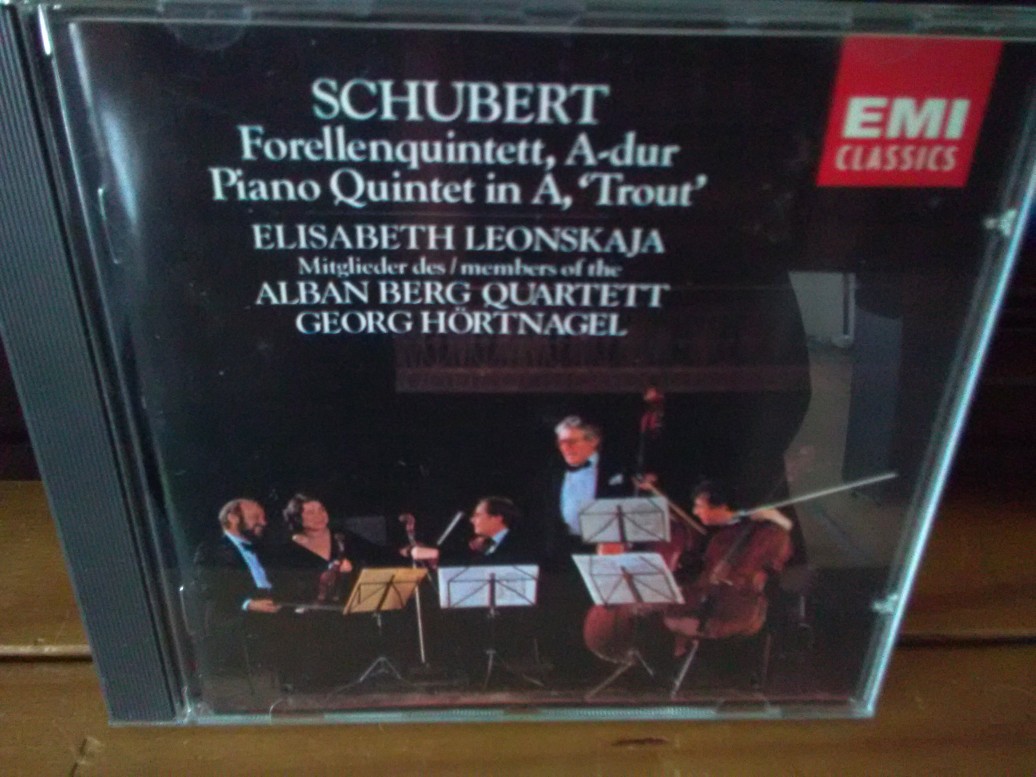 SCHUBERT
Forellenquintett, A-dur
Piano Quintet in A, ‘Trout’
ELISABETH LEONSKAJA
Mitglieder des / members of the
ALBAN BERG QUARTETT
GEORG HÖRTNAGEL
EMI
CLASSICS